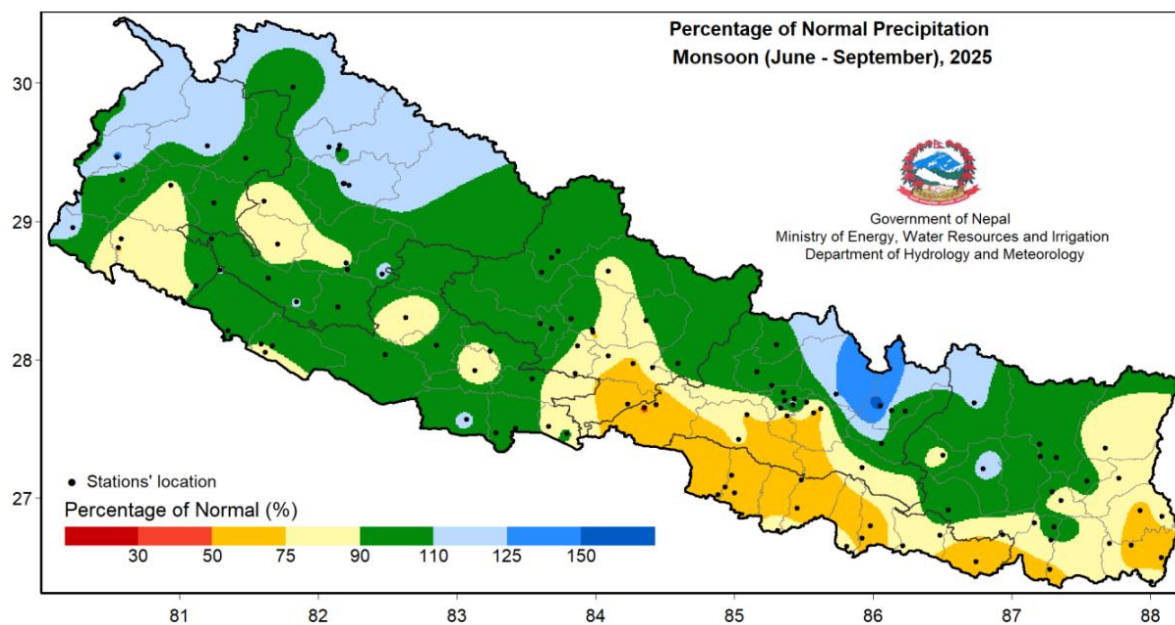 Percentage of Normal Precipitation
Monsoon (June - September), 2025
30
Government of Nepal
Ministry of Energy, Water Resources and Irrigation
Department of Hydrology and Meteorology
29
28
27
Stations' location
Percentage of Normal (%)
30 50 75 90 110 125 150
81 82 83 84 85 86 87 88